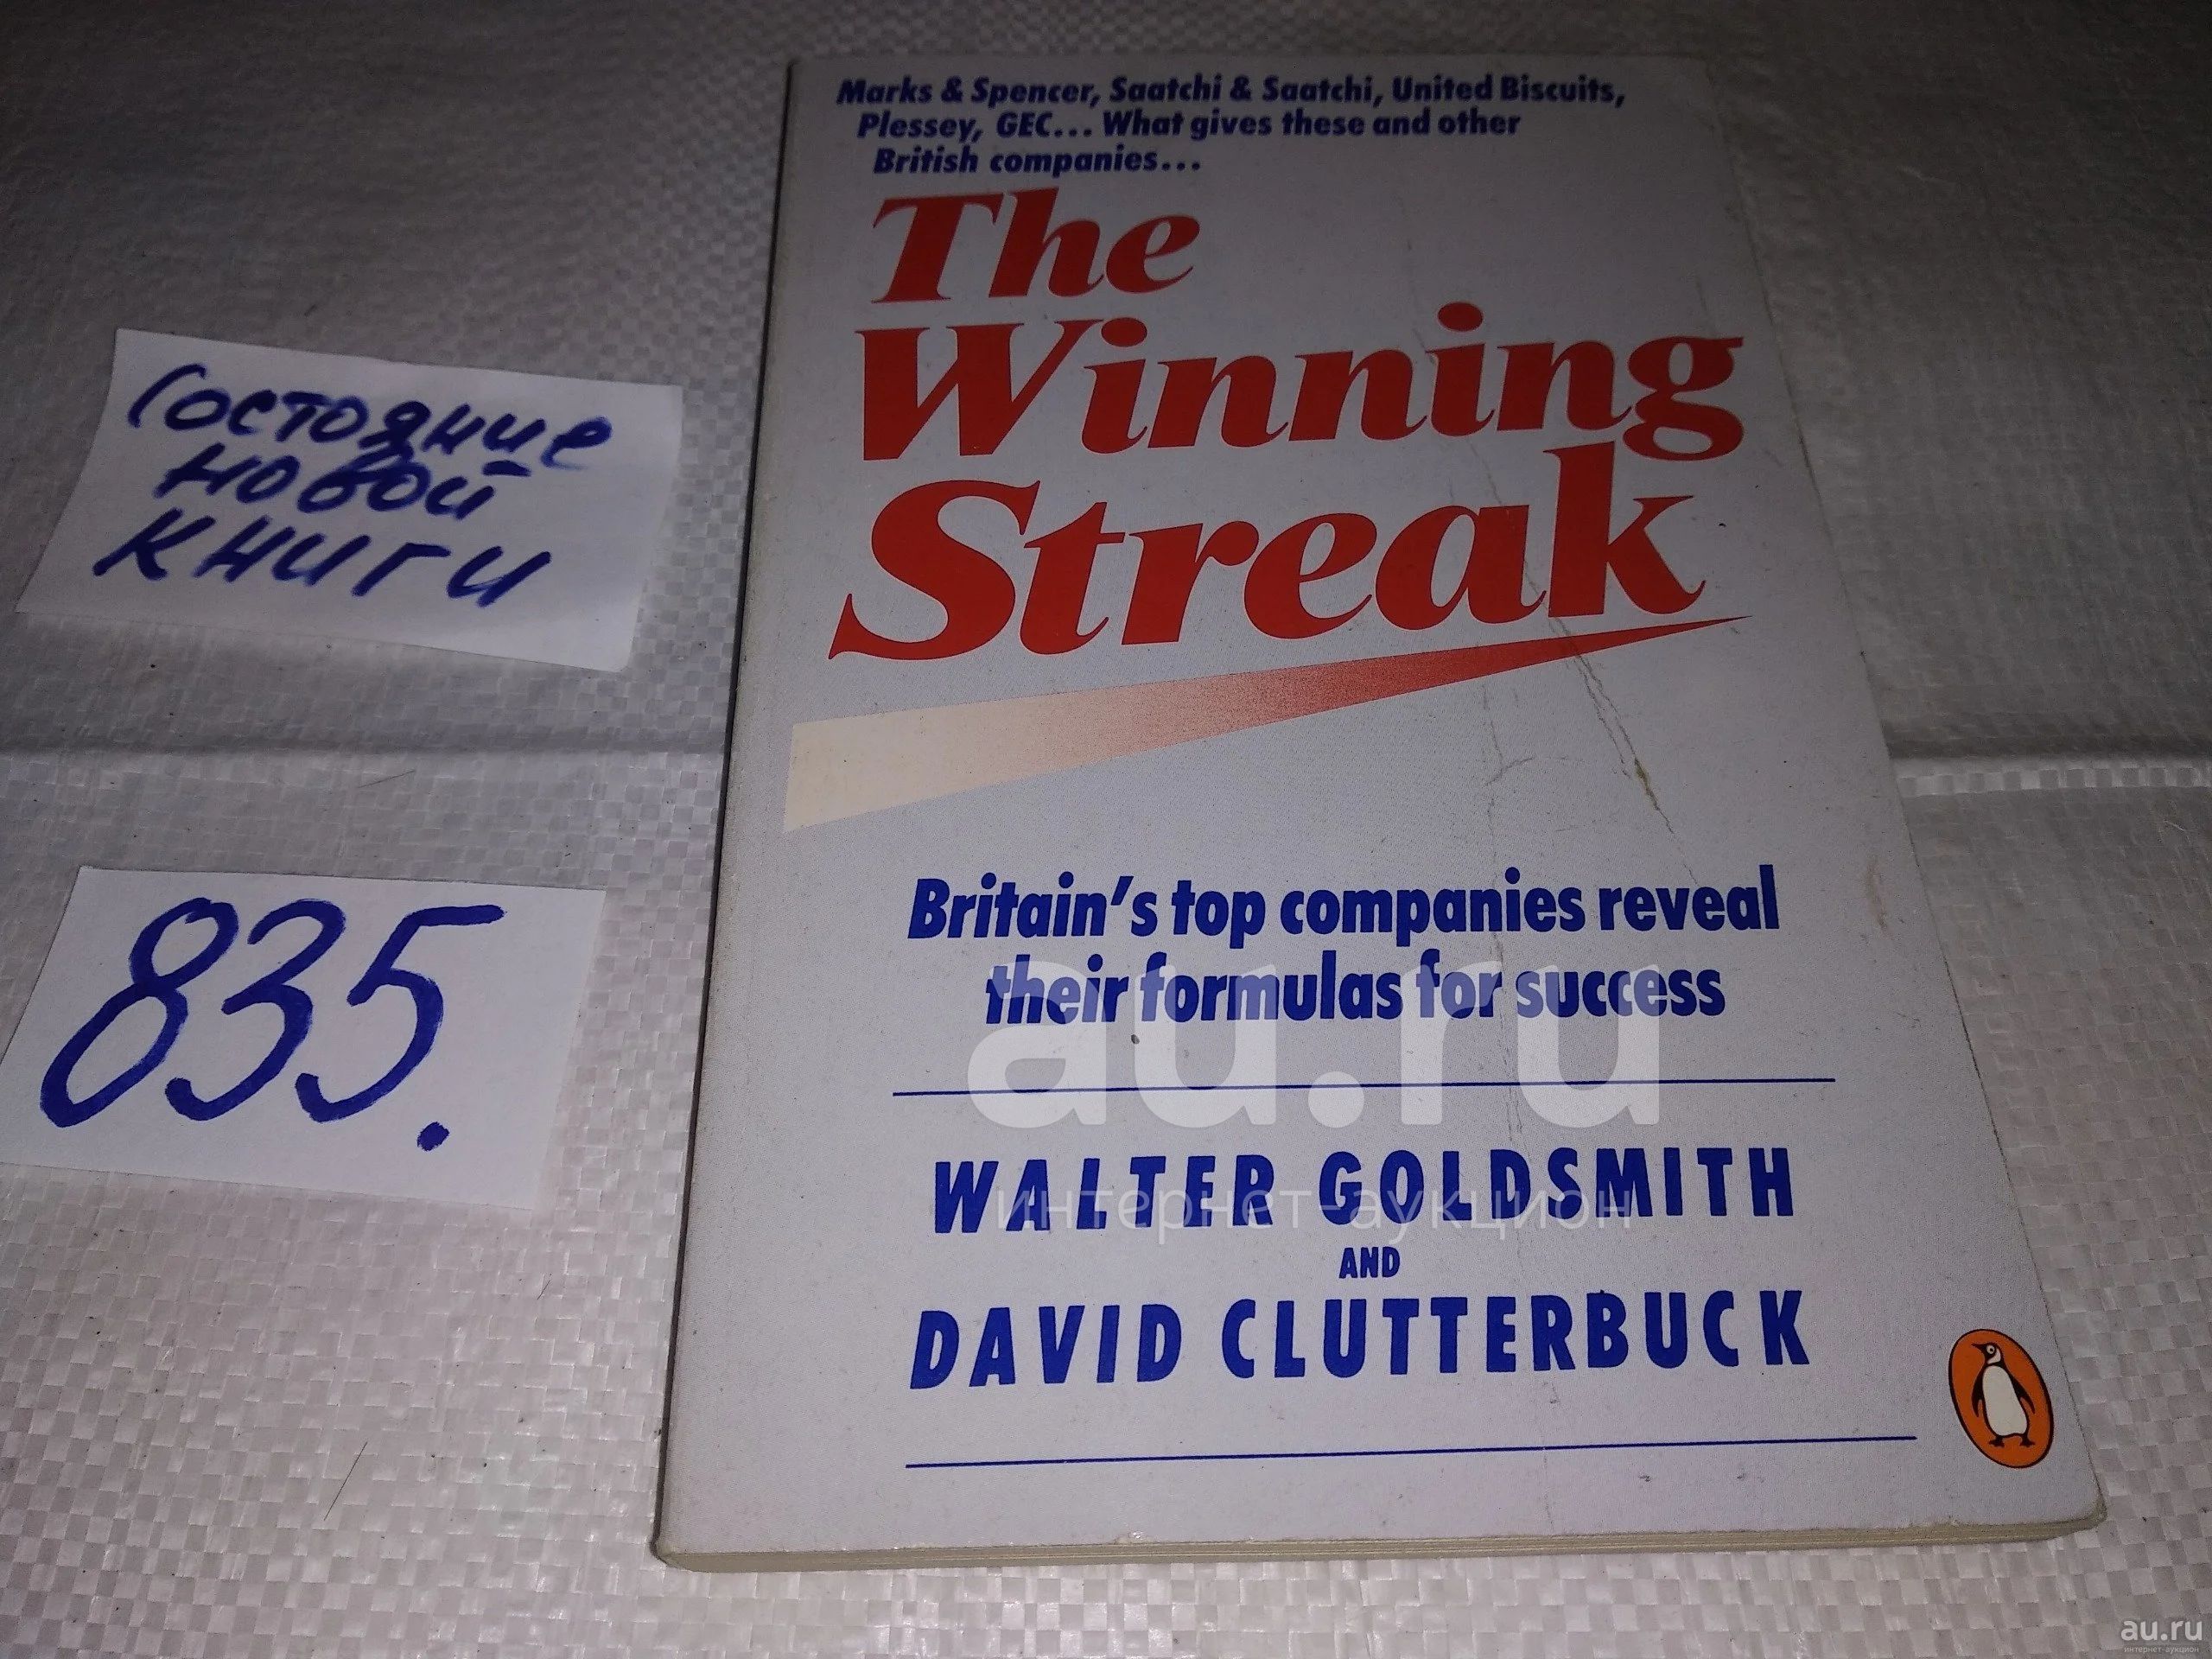 Marks & Spencer, Saatchi & Saatchi, United Biscuits,
Plessey, GEC... What gives these and other
British companies...
The
Winning
Streak
Britain's top companies reveal
their formulas for success
WALTER GOLDSMITH
AND
DAVID CLUTTERBUCK
Состояние
новой
книги
835.
au.ru
интернет-аукцион
au.ru
интернет-аукцион